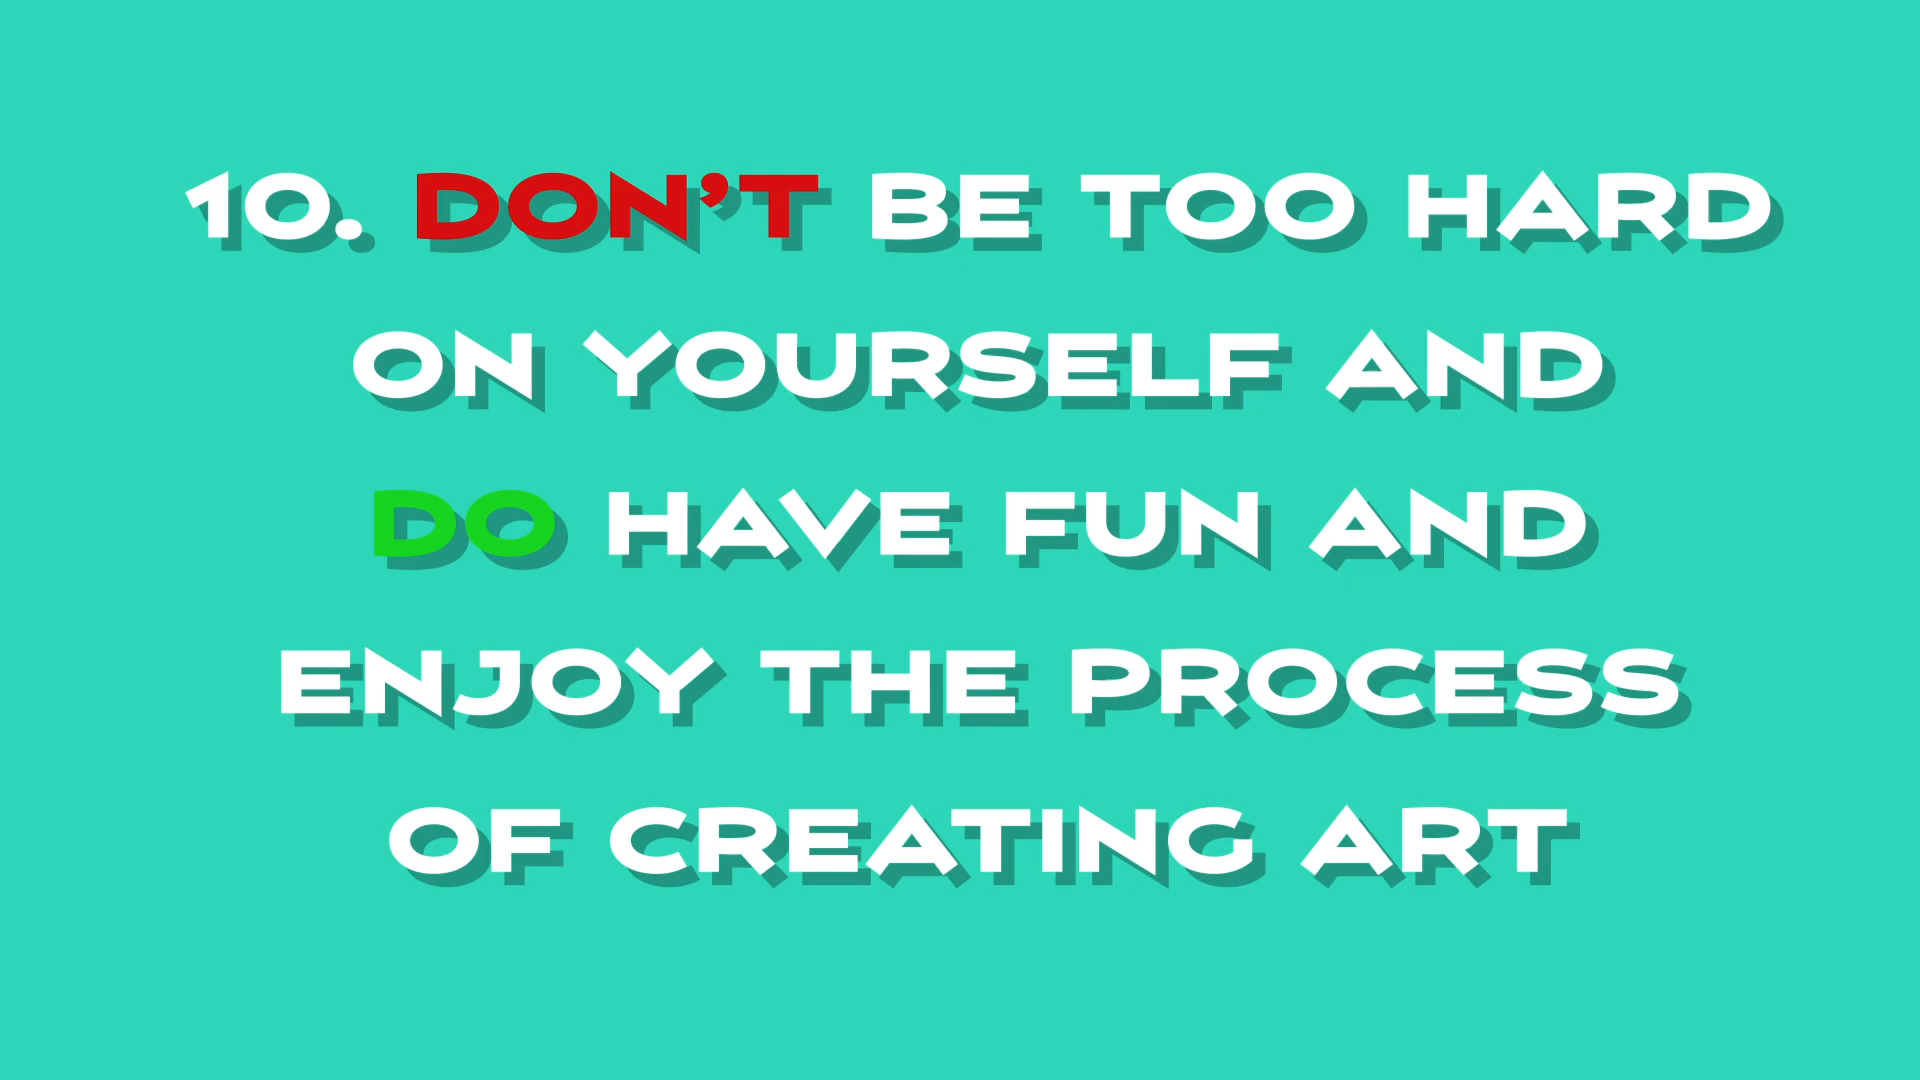 10. DON’T BE TOO HARD
ON YOURSELF AND
DO HAVE FUN AND
ENJOY THE PROCESS
OF CREATING ART